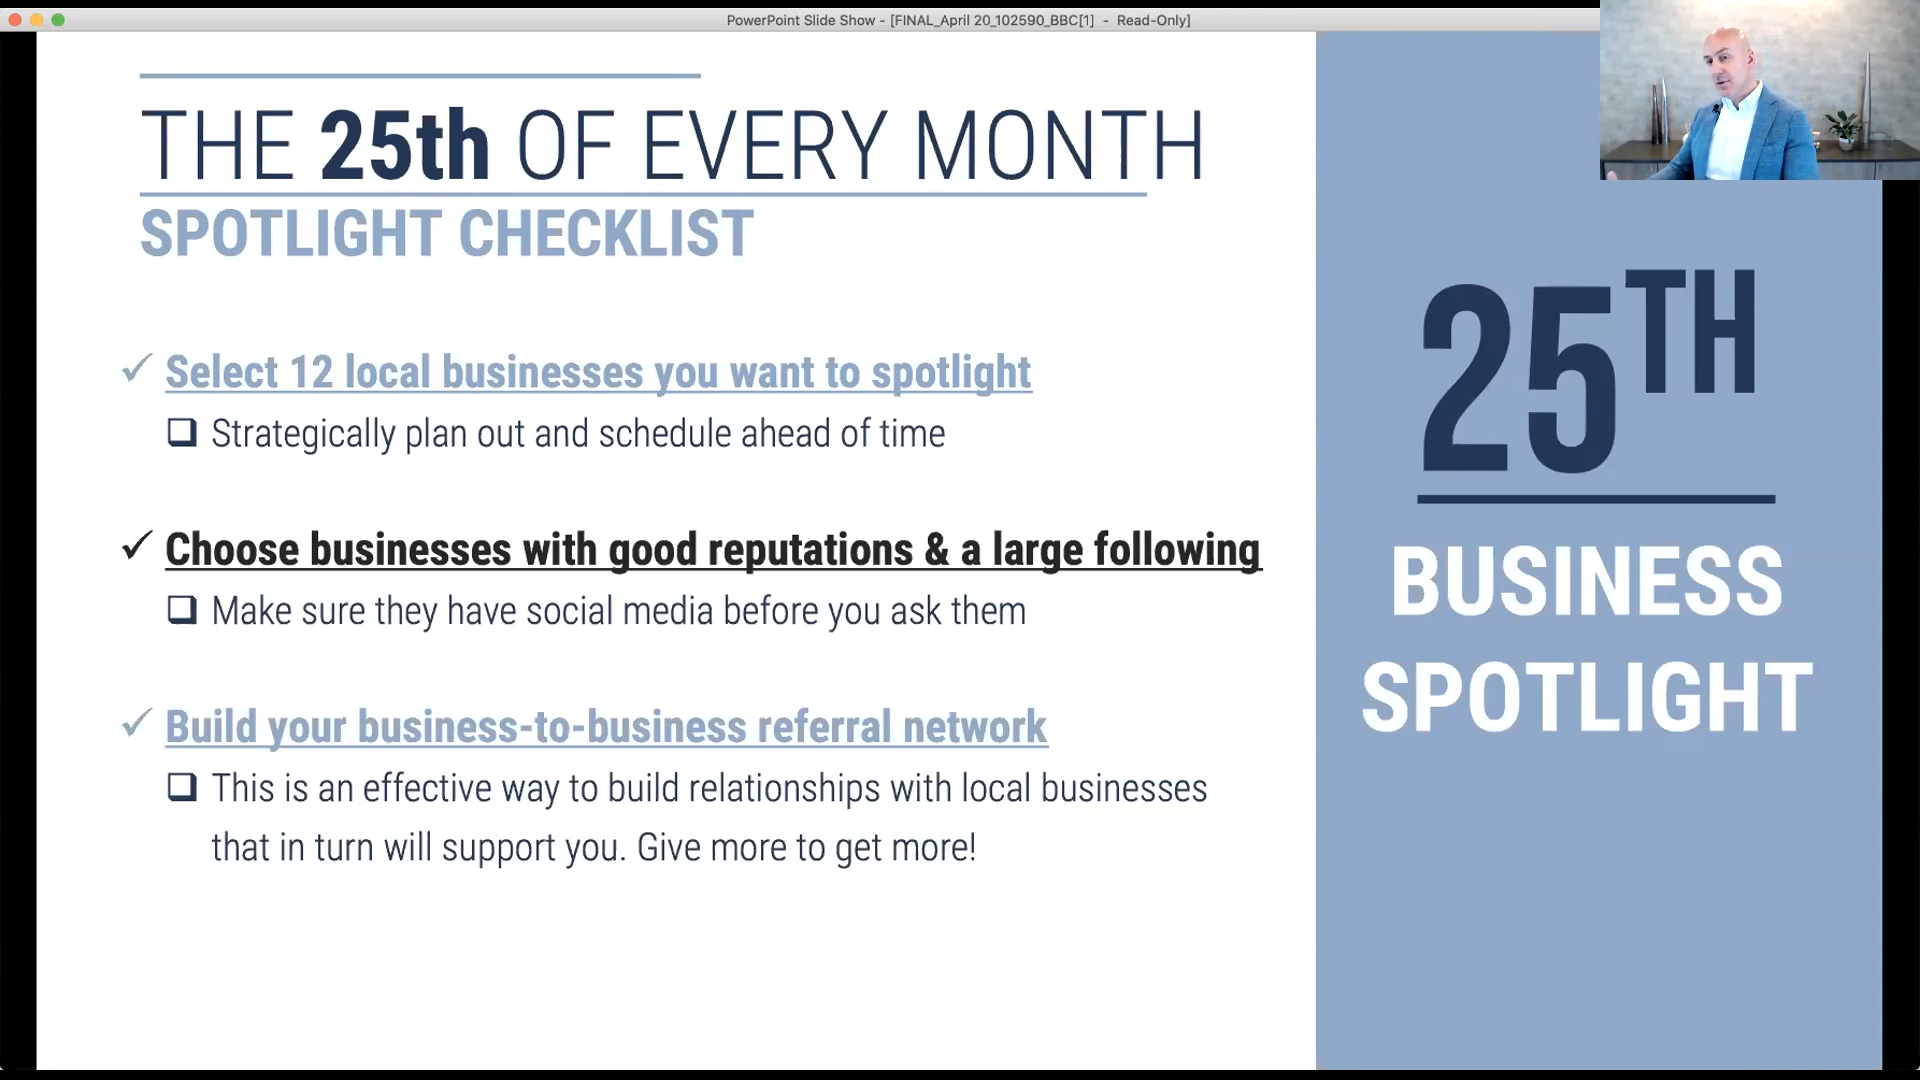 PowerPoint Slide Show - [FINAL_April 20_102590_BBC[1] - Read-Only]
THE 25th OF EVERY MONTH
SPOTLIGHT CHECKLIST
✓ Select 12 local businesses you want to spotlight
❑ Strategically plan out and schedule ahead of time
✓ Choose businesses with good reputations & a large following
❑ Make sure they have social media before you ask them
✓ Build your business-to-business referral network
❑ This is an effective way to build relationships with local businesses
that in turn will support you. Give more to get more!
25TH
BUSINESS
SPOTLIGHT